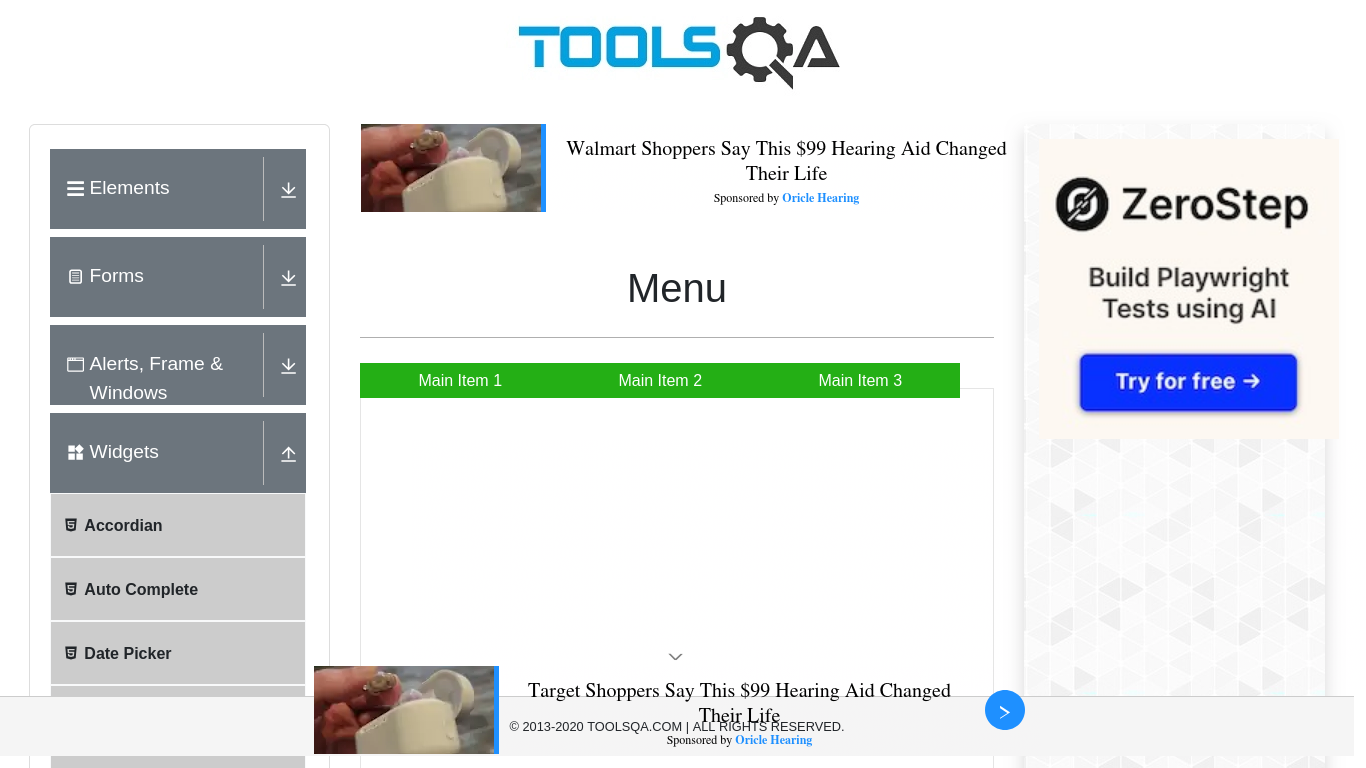 TOOLSQA
Elements
Forms
Alerts, Frame &
Windows
Widgets
Accordian
Auto Complete
Date Picker
Walmart Shoppers Say This $99 Hearing Aid Changed
Their Life
Sponsored by Oricle Hearing
Menu
Main Item 1
Main Item 2
Main Item 3
ZeroStep
Build Playwright
Tests using AI
Try for free →
Target Shoppers Say This $99 Hearing Aid Changed
Their Life
© 2013-2020 TOOLSQA.COM | ALL RIGHTS RESERVED.
Sponsored by Oricle Hearing